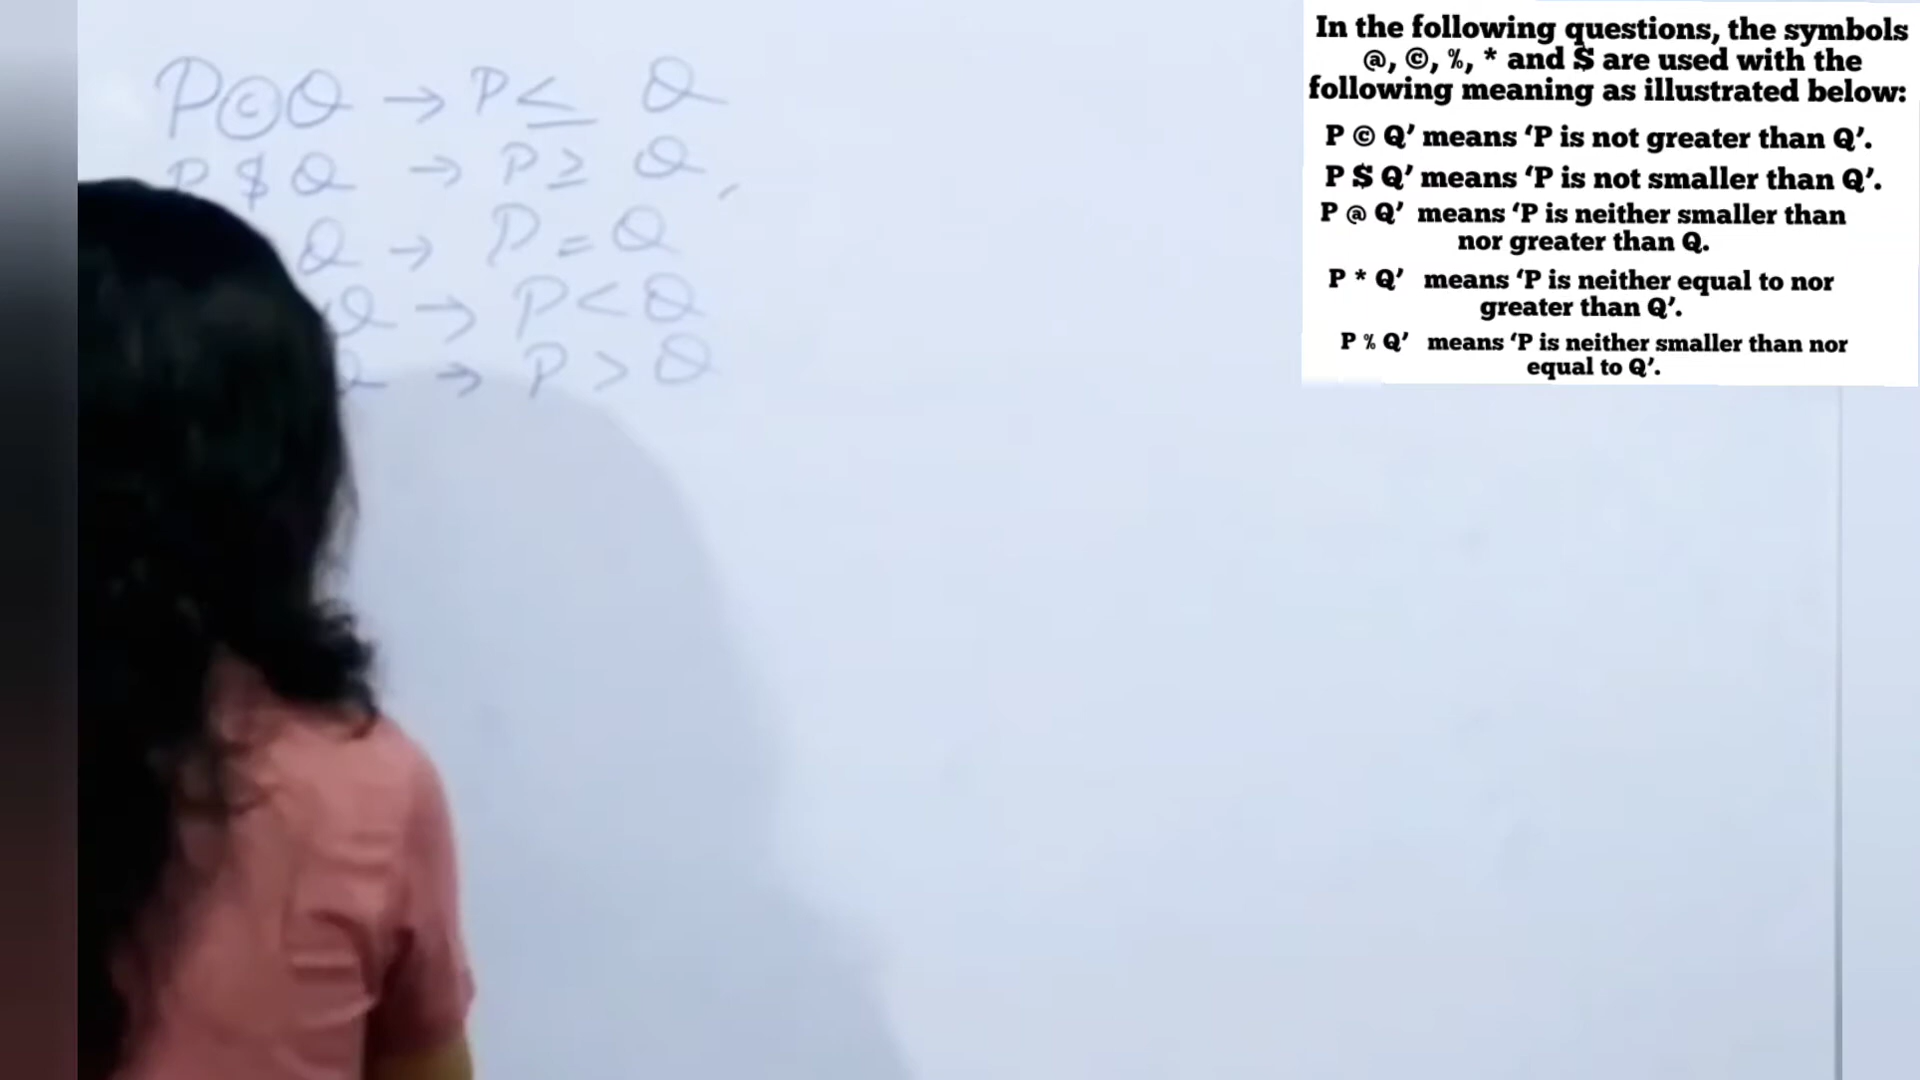 P©Q → P ≤ Q
P $ Q → P ≥ Q,
Q → P = Q
Q → P < Q
Q → P > Q
In the following questions, the symbols
@, ©, %, * and $ are used with the
following meaning as illustrated below:
P © Q’ means ‘P is not greater than Q’.
P $ Q’ means ‘P is not smaller than Q’.
P @ Q’ means ‘P is neither smaller than
nor greater than Q.
P * Q’ means ‘P is neither equal to nor
greater than Q’.
P % Q’ means ‘P is neither smaller than nor
equal to Q’.